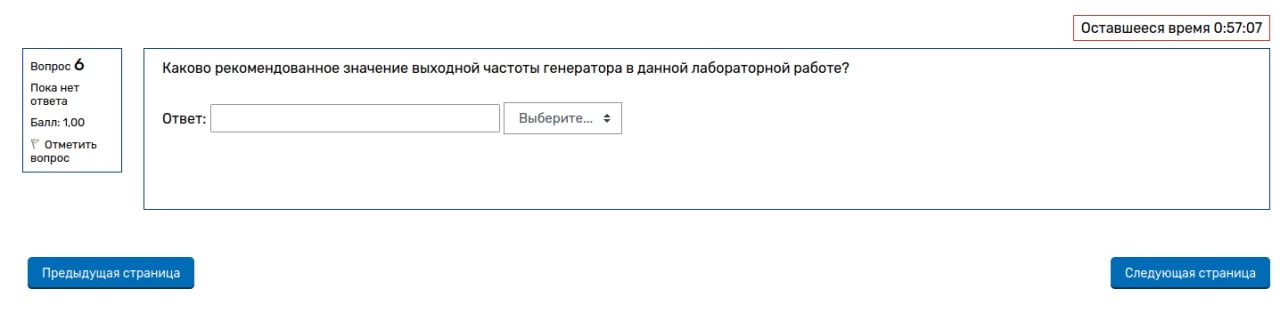 Оставшееся время 0:57:07
Вопрос 6
Пока нет
ответа
Балл: 1,00
Отметить
вопрос
Каково рекомендованное значение выходной частоты генератора в данной лабораторной работе?
Ответ:
Выберите...
Предыдущая страница
Следующая страница